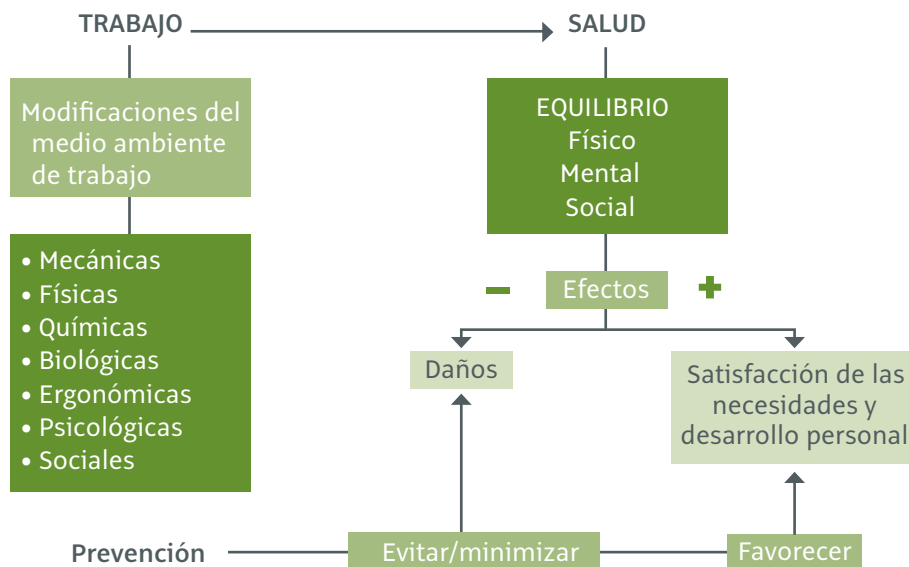 TRABAJO
SALUD
Modificaciones del
medio ambiente
de trabajo
• Mecánicas
• Físicas
• Químicas
• Biológicas
• Ergonómicas
• Psicológicas
• Sociales
EQUILIBRIO
Físico
Mental
Social
– Efectos +
Daños
Satisfacción de las
necesidades y
desarrollo personal
Prevención
Evitar/minimizar
Favorecer